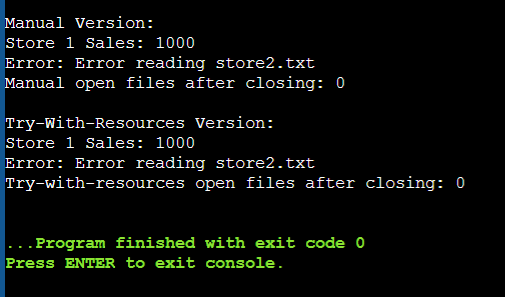 Manual Version:
Store 1 Sales: 1000
Error: Error reading store2.txt
Manual open files after closing: 0
Try-With-Resources Version:
Store 1 Sales: 1000
Error: Error reading store2.txt
Try-with-resources open files after closing: 0
...Program finished with exit code 0
Press ENTER to exit console.